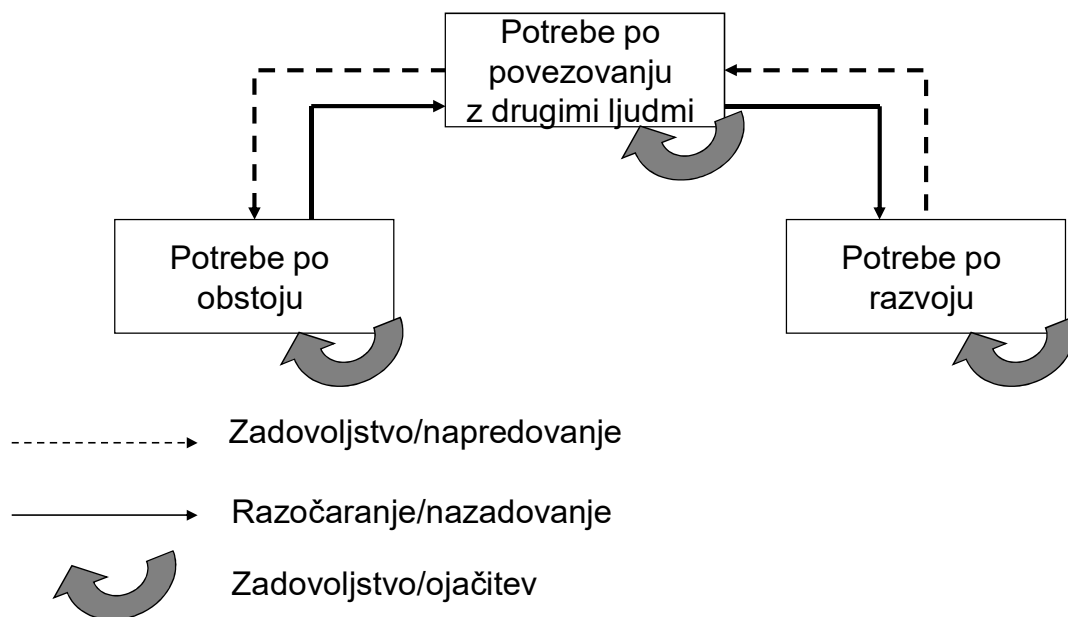 Potrebe po
povezovanju
z drugimi ljudmi
Potrebe po
obstoju
Potrebe po
razvoju
Zadovoljstvo/napredovanje
Razočaranje/nazadovanje
Zadovoljstvo/ojačitev